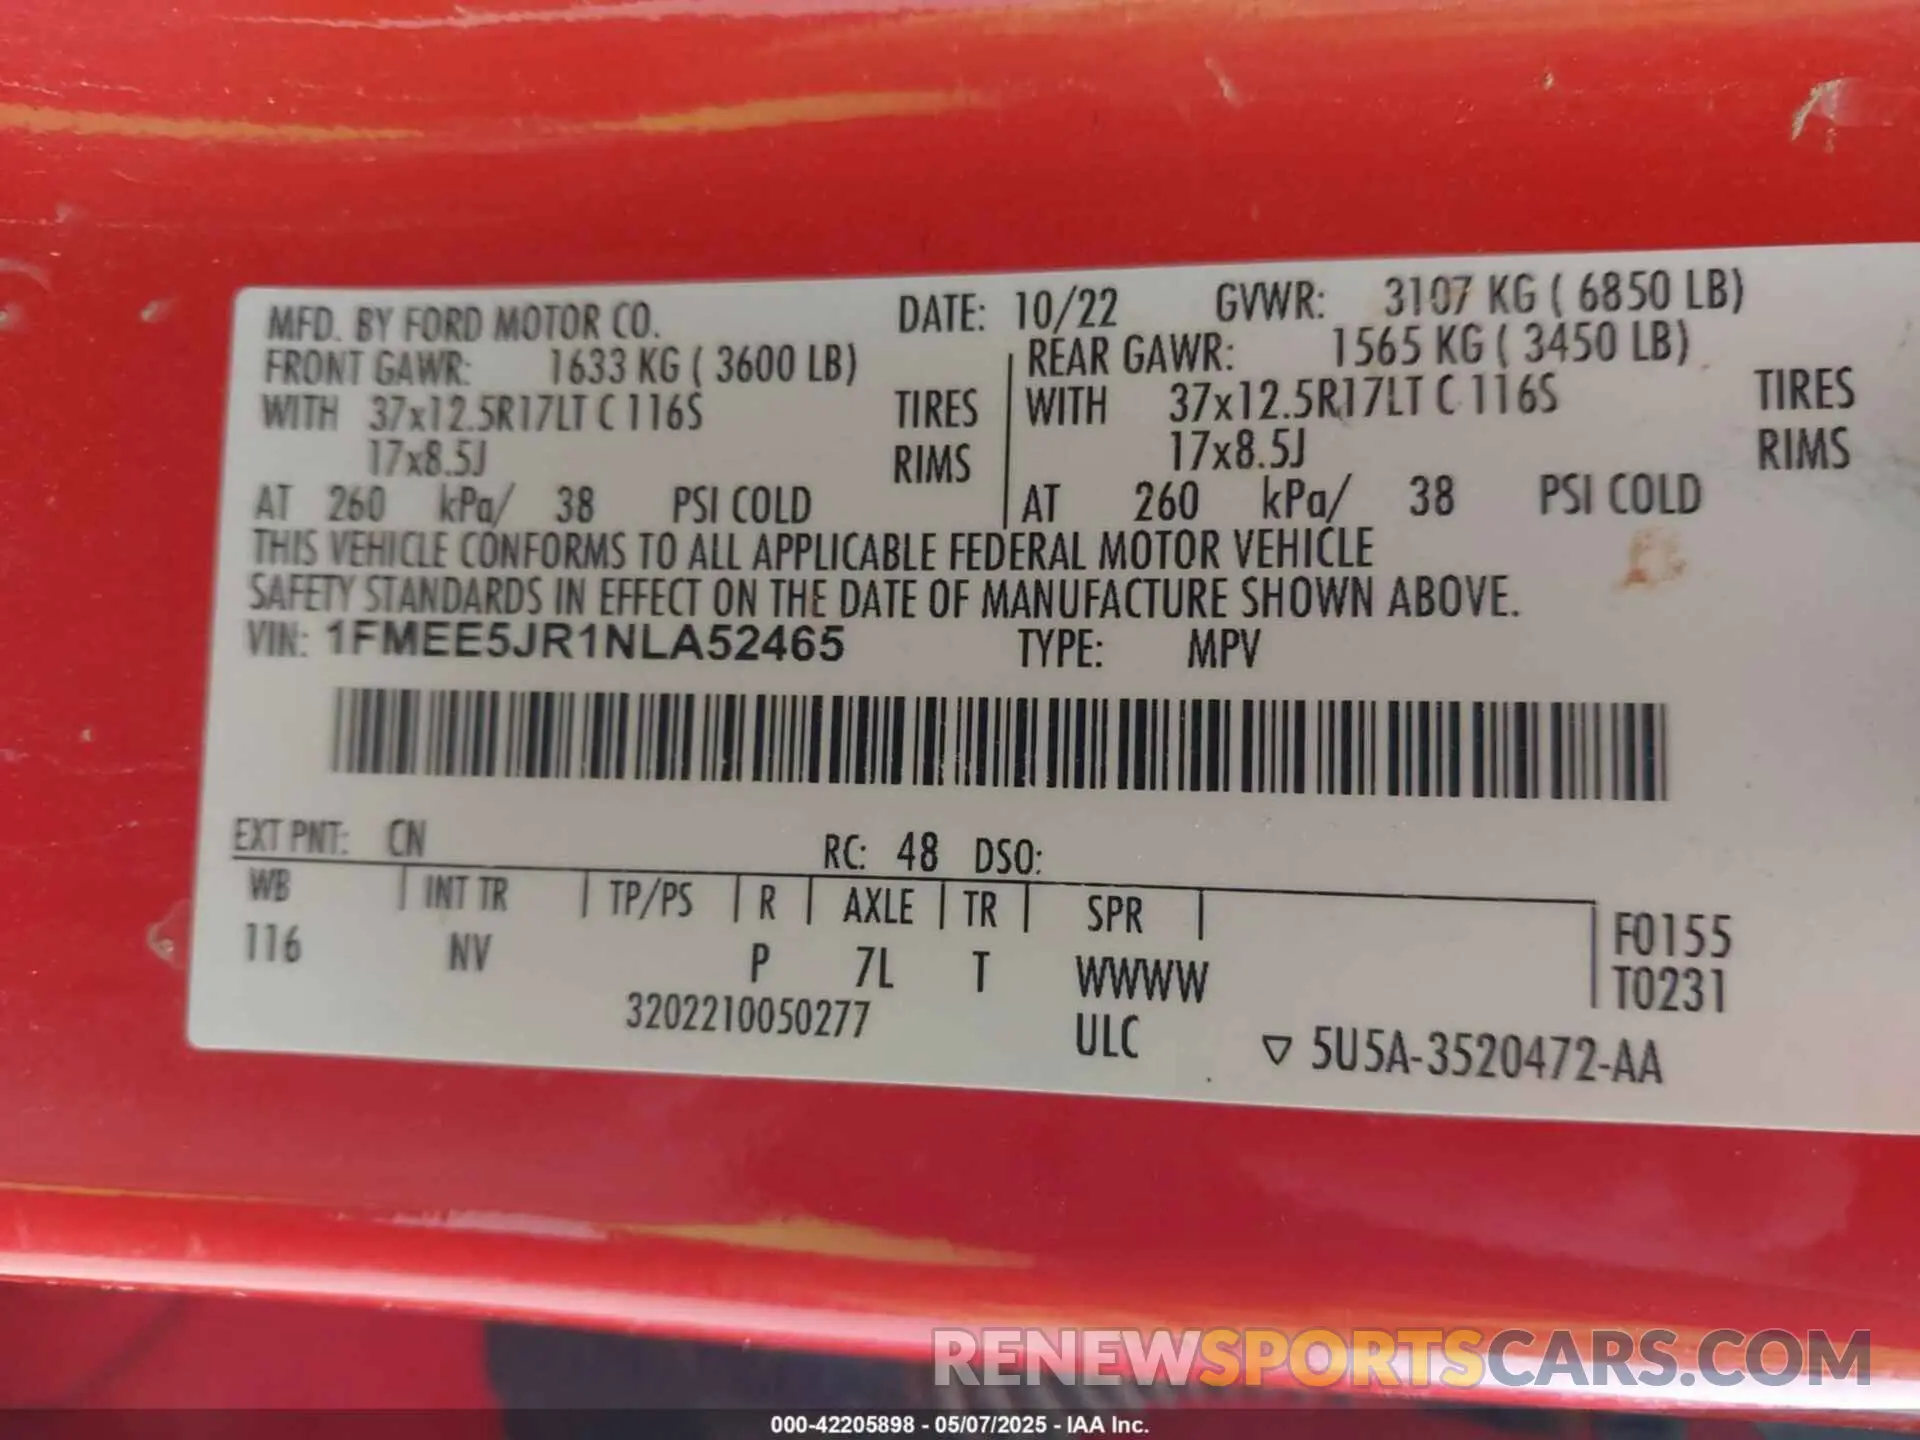 MFD. BY FORD MOTOR CO. DATE: 10/22 GVWR: 3107 KG ( 6850 LB)
FRONT GAWR: 1633 KG ( 3600 LB) REAR GAWR: 1565 KG ( 3450 LB)
WITH 37x12.5R17LT C 116S TIRES WITH 37x12.5R17LT C 116S TIRES
17x8.5J RIMS 17x8.5J RIMS
AT 260 kPa/ 38 PSI COLD AT 260 kPa/ 38 PSI COLD
THIS VEHICLE CONFORMS TO ALL APPLICABLE FEDERAL MOTOR VEHICLE
SAFETY STANDARDS IN EFFECT ON THE DATE OF MANUFACTURE SHOWN ABOVE.
VIN: 1FMEE5JR1NLA52465 TYPE: MPV
EXT PNT: CN RC: 48 DSO:
WB INT TR TP/PS R AXLE TR SPR F0155
116 NV P 7L T WWWW T0231
3202210050277 ULC ▽ 5U5A-3520472-AA
RENEWSPORTSCARS.COM
000-42205898 - 05/07/2025 - IAA Inc.